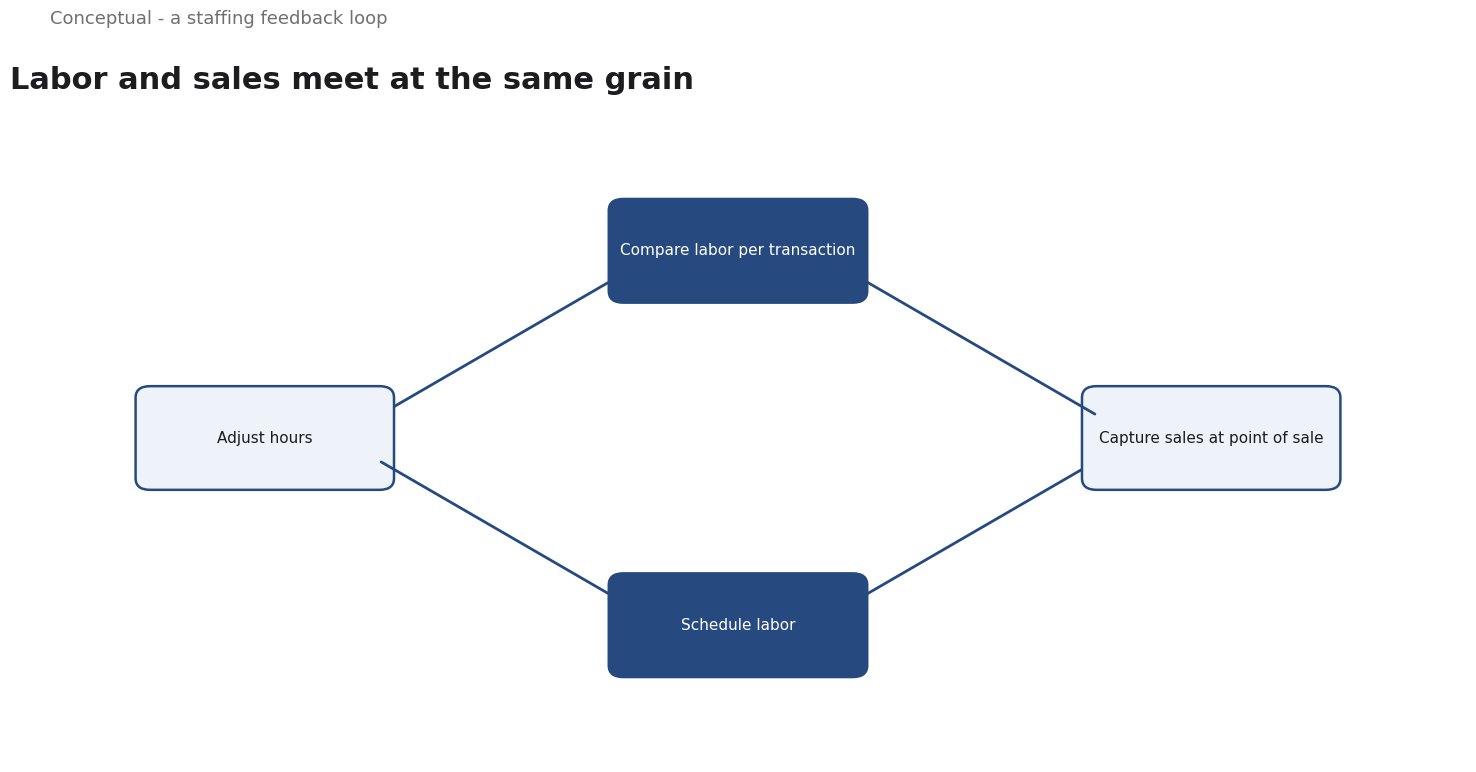 Conceptual - a staffing feedback loop
Labor and sales meet at the same grain
Compare labor per transaction
Adjust hours
Capture sales at point of sale
Schedule labor